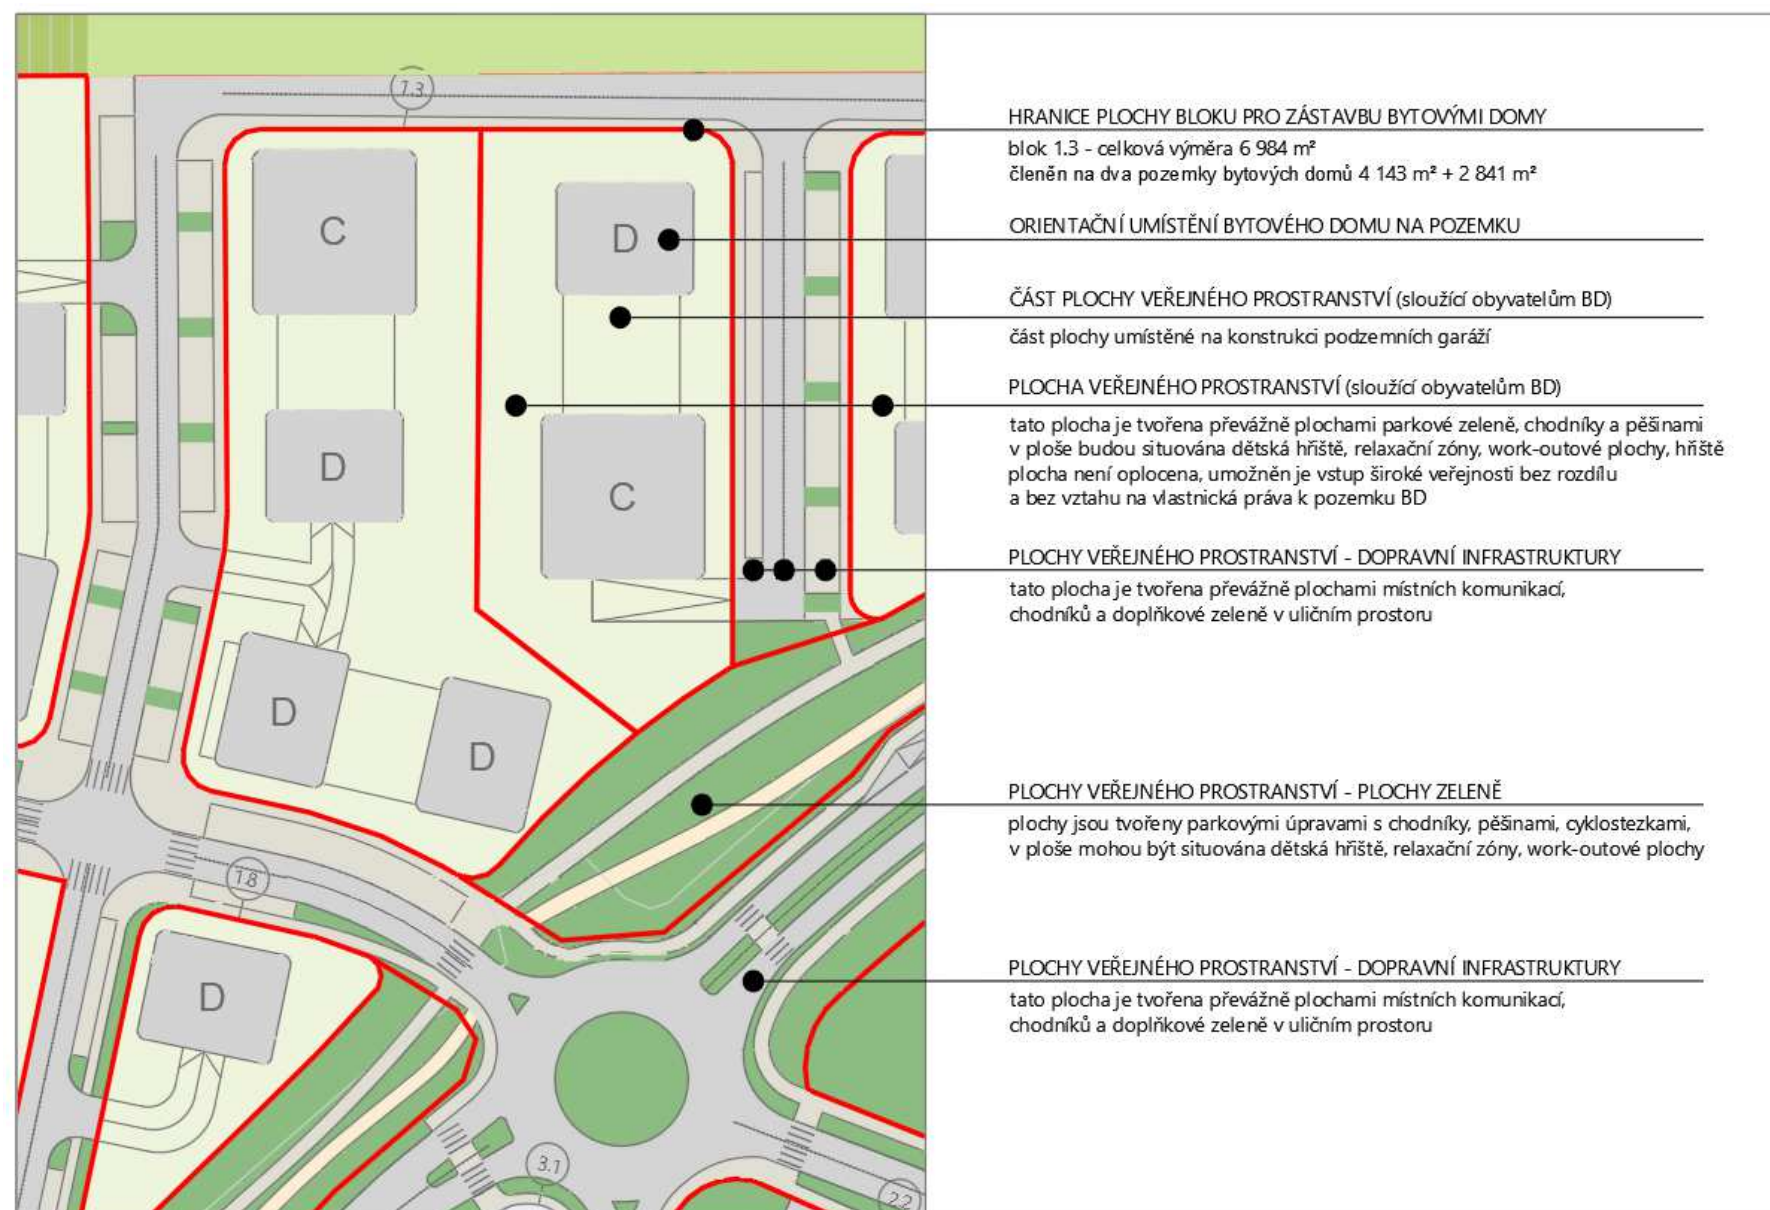 1.3
HRANICE PLOCHY BLOKU PRO ZÁSTAVBU BYTOVÝMI DOMY
blok 1.3 - celková výměra 6 984 m²
členěn na dva pozemky bytových domů 4 143 m² + 2 841 m²
C
D
ORIENTAČNÍ UMÍSTĚNÍ BYTOVÉHO DOMU NA POZEMKU
ČÁST PLOCHY VEŘEJNÉHO PROSTRANSTVÍ (sloužící obyvatelům BD)
část plochy umístěné na konstrukci podzemních garáží
PLOCHA VEŘEJNÉHO PROSTRANSTVÍ (sloužící obyvatelům BD)
tato plocha je tvořena převážně plochami parkové zeleně, chodníky a pěšinami
v ploše budou situována dětská hřiště, relaxační zóny, work-outové plochy, hřiště
plocha není oplocena, umožněn je vstup široké veřejnosti bez rozdílu
a bez vztahu na vlastnická práva k pozemku BD
D
C
PLOCHY VEŘEJNÉHO PROSTRANSTVÍ - DOPRAVNÍ INFRASTRUKTURY
tato plocha je tvořena převážně plochami místních komunikací,
chodníků a doplňkové zeleně v uličním prostoru
D
D
PLOCHY VEŘEJNÉHO PROSTRANSTVÍ - PLOCHY ZELENĚ
plochy jsou tvořeny parkovými úpravami s chodníky, pěšinami, cyklostezkami,
v ploše mohou být situována dětská hřiště, relaxační zóny, work-outové plochy
1.8
D
PLOCHY VEŘEJNÉHO PROSTRANSTVÍ - DOPRAVNÍ INFRASTRUKTURY
tato plocha je tvořena převážně plochami místních komunikací,
chodníků a doplňkové zeleně v uličním prostoru
3.1
2.2